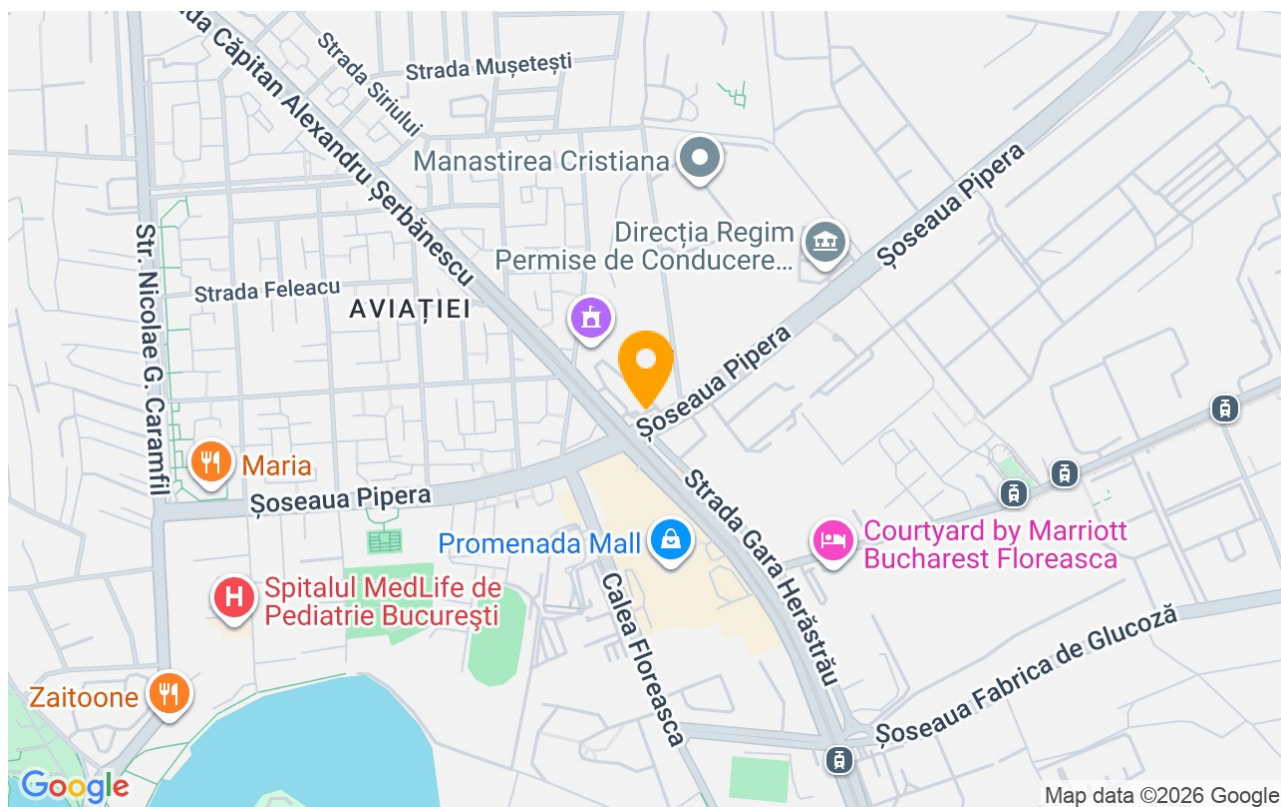 da Căpitan Alexandru Șerbănescu
Strada Siriului
Strada Mușetești
Manastirea Cristiana
Șoseaua Pipera
Direcția Regim
Permise de Conducere...
Str. Nicolae G. Caramfil
Strada Feleacu
AVIAȚIEI
Șoseaua Pipera
Maria
Șoseaua Pipera
Strada Gara Herăstrău
Promenada Mall
Courtyard by Marriott
Bucharest Floreasca
Spitalul MedLife de
Pediatrie Bucureşti
H
Calea Floreasca
Șoseaua Fabrica de Glucoză
Zaitoone
Google
Map data ©2026 Google